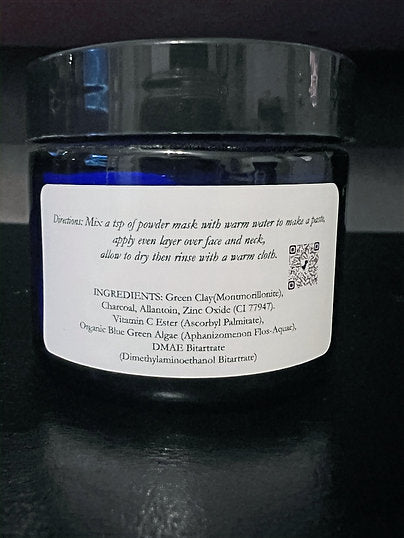 Directions: Mix a tsp of powder mask with warm water to make a paste,
apply even layer over face and neck,
allow to dry then rinse with a warm cloth.
INGREDIENTS: Green Clay(Montmorillonite),
Charcoal, Allantoin, Zinc Oxide (CI 77947).
Vitamin C Ester (Ascorbyl Palmitate),
Organic Blue Green Algae (Aphanizomenon Flos-Aquae),
DMAE Bitartrate
(Dimethylaminoethanol Bitartrate)